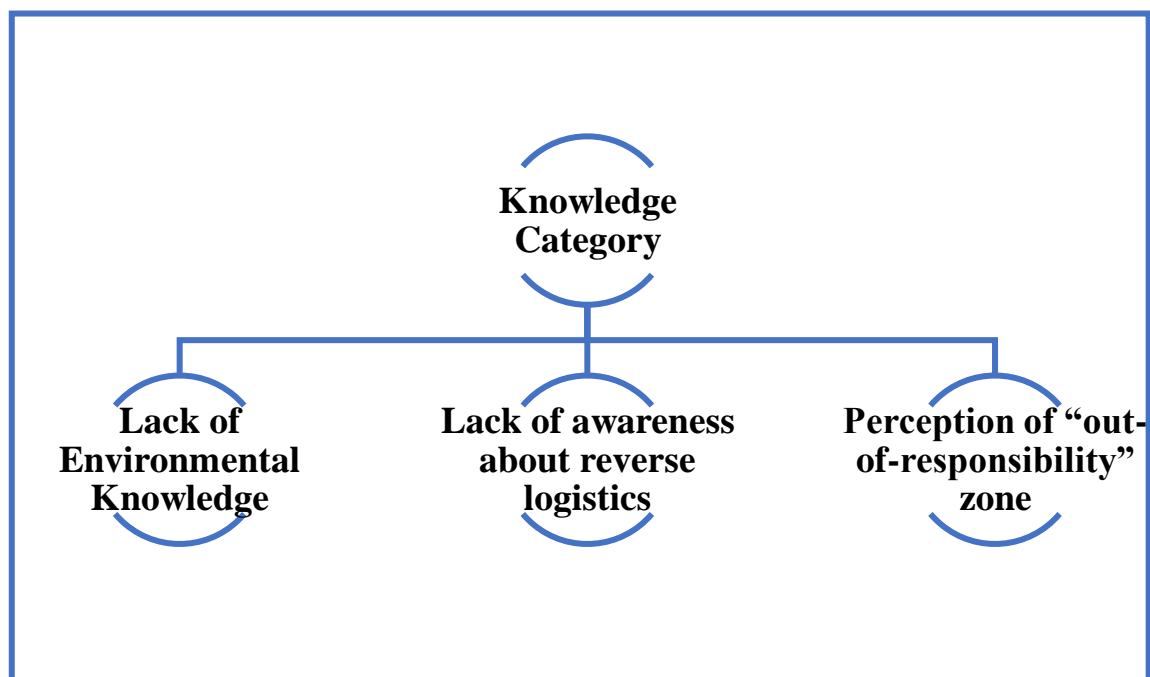 Knowledge
Category
Lack of
Environmental
Knowledge
Lack of awareness
about reverse
logistics
Perception of “out-
of-responsibility”
zone